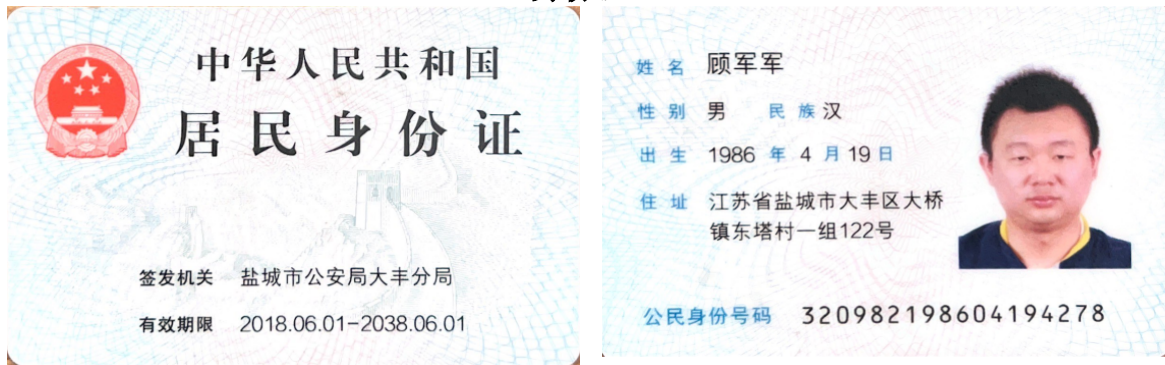 中华人民共和国
居民身份证
签发机关 盐城市公安局大丰分局
有效期限 2018.06.01-2038.06.01
姓名 顾军军
性别 男 民族 汉
出生 1986 年 4 月 19 日
住址 江苏省盐城市大丰区大桥
镇东塔村一组122号
公民身份号码 320982198604194278